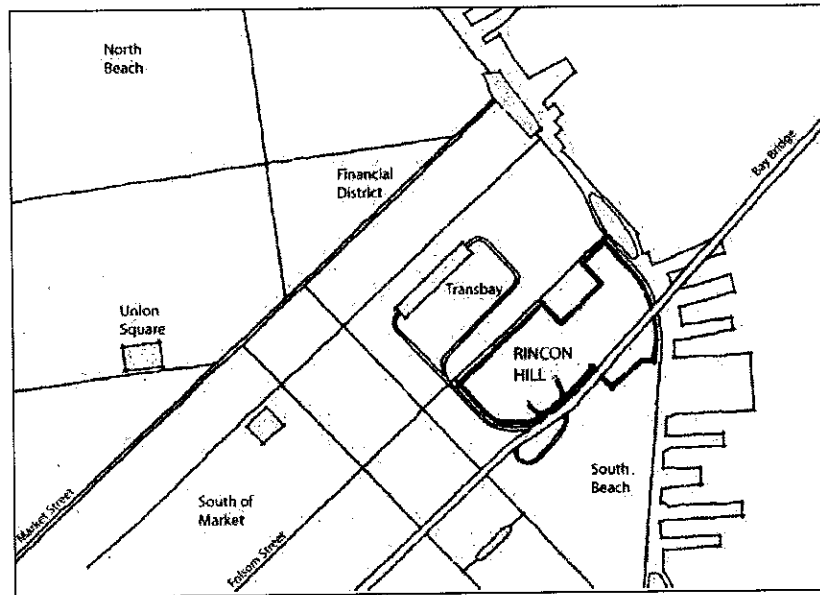 North
Beach
Financial
District
Bay Bridge
Transbay
Union
Square
RINCON
HILL
South of
Market
South
Beach
Market Street
Folsom Street